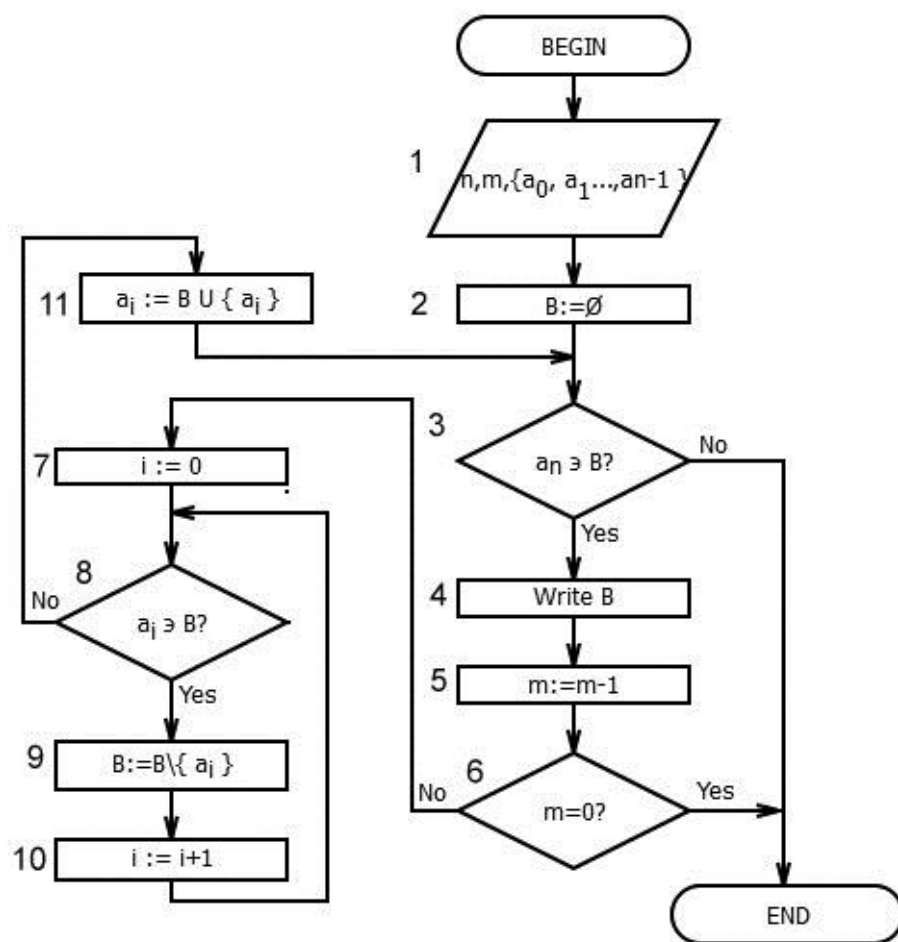 BEGIN
1
n,m,{a0, a1...,an-1 }
11
ai := B U { ai }
2
B:=Ø
3
an э B?
No
Yes
7
i := 0
8
No
ai э B?
Yes
4
Write B
5
m:=m-1
9
B:=B\{ ai }
6
No
m=0?
Yes
10
i := i+1
END